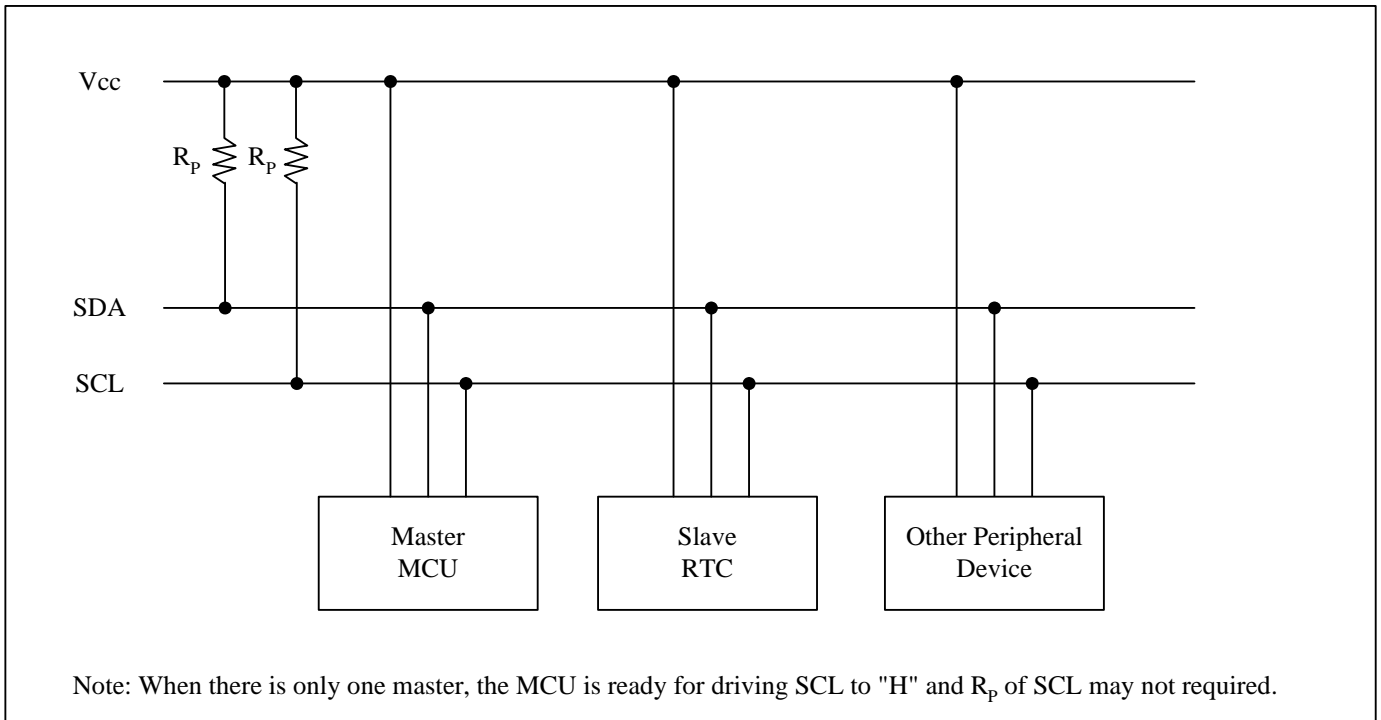 Vcc
R_P R_P
SDA
SCL
Master
MCU
Slave
RTC
Other Peripheral
Device
Note: When there is only one master, the MCU is ready for driving SCL to "H" and R_P of SCL may not required.